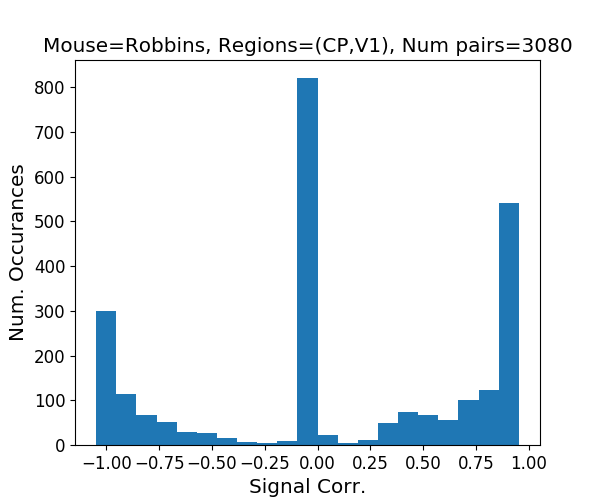 Mouse=Robbins, Regions=(CP,V1), Num pairs=3080
800
700
600
500
400
300
200
100
0
Num. Occurances
−1.00 −0.75 −0.50 −0.25 0.00 0.25 0.50 0.75 1.00
Signal Corr.